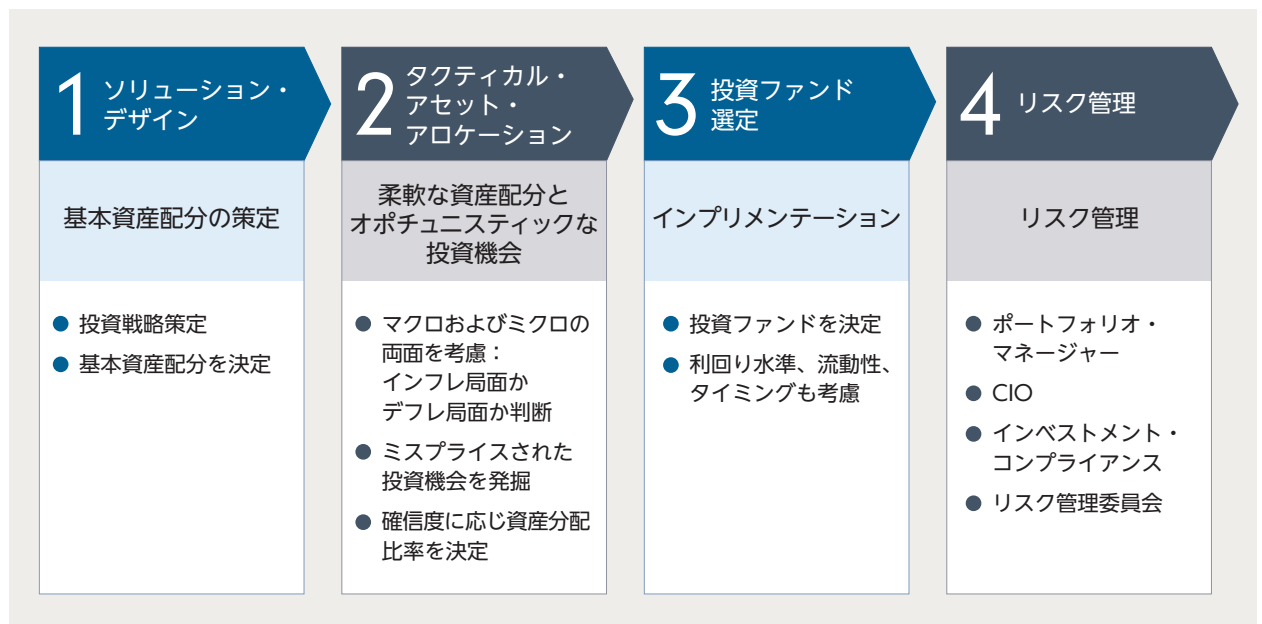 1
ソリューション・
デザイン
基本資産配分の策定
● 投資戦略策定
● 基本資産配分を決定
2
タクティカル・
アセット・
アロケーション
柔軟な資産配分と
オポチュニスティックな
投資機会
● マクロおよびミクロの
両面を考慮：
インフレ局面か
デフレ局面か判断
● ミスプライスされた
投資機会を発掘
● 確信度に応じ資産分配
比率を決定
3
投資ファンド
選定
インプリメンテーション
● 投資ファンドを決定
● 利回り水準、流動性、
タイミングも考慮
4
リスク管理
リスク管理
● ポートフォリオ・
マネージャー
● CIO
● インベストメント・
コンプライアンス
● リスク管理委員会